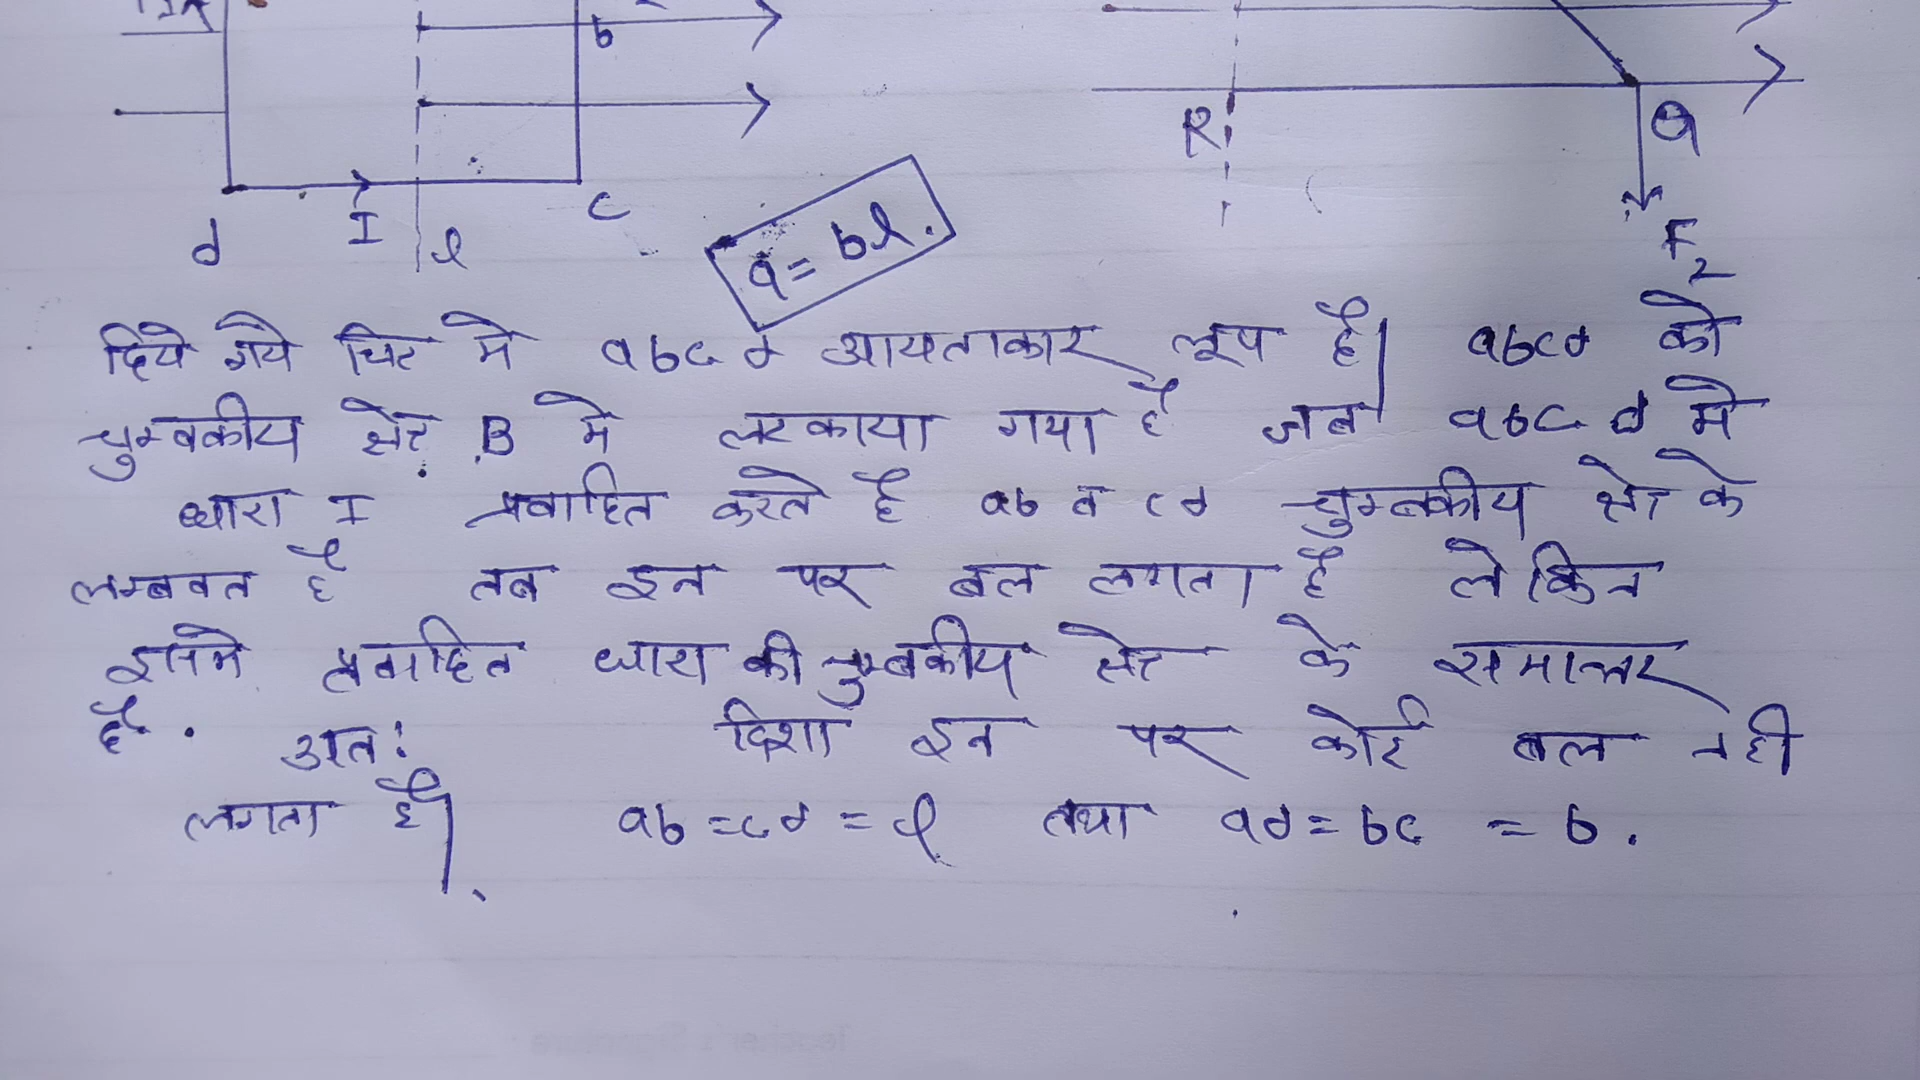 b
R
Q
I
c
d
l
a = bl.
F2
दिये गये चित्र मे abcd आयताकार लूप है। abcd को
चुम्बकीय क्षेत्र B मे लटकाया गया है जब abcd मे
धारा I प्रवाहित करते है ab व cd चुम्बकीय क्षेत्र के
लम्बवत है तब इन पर बल लगता है लेकिन
इनमे प्रवाहित धारा की चुम्बकीय क्षेत्र के समान्तर
है. अतः दिशा इन पर कोई बल नही
लगता है। ab = cd = l तथा ad = bc = b.